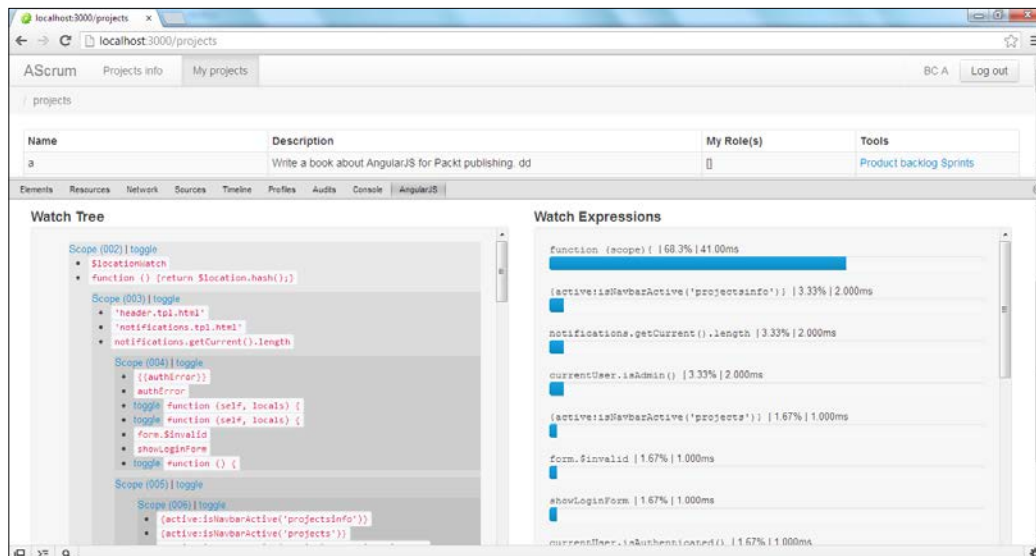 localhost:3000/projects
localhost:3000/projects
AScrum Projects info My projects BC A Log out
/ projects
Name Description My Role(s) Tools
a Write a book about AngularJS for Packt publishing. dd [] Product backlog Sprints
Elements Resources Network Sources Timeline Profiles Audits Console AngularJS
Watch Tree
Scope (002) | toggle
$locationWatch
function () {return $location.hash();}
Scope (003) | toggle
'header.tpl.html'
'notifications.tpl.html'
notifications.getCurrent().length
Scope (004) | toggle
{{authError}}
authError
toggle function (self, locals) {
toggle function (self, locals) {
form.$invalid
showLoginForm
toggle function () {
Scope (005) | toggle
Scope (006) | toggle
{active:isNavbarActive('projectsinfo')}
{active:isNavbarActive('projects')}
Watch Expressions
function (scope){ | 68.3% | 41.00ms
{active:isNavbarActive('projectsinfo')} | 3.33% | 2.000ms
notifications.getCurrent().length | 3.33% | 2.000ms
currentUser.isAdmin() | 3.33% | 2.000ms
{active:isNavbarActive('projects')} | 1.67% | 1.000ms
form.$invalid | 1.67% | 1.000ms
showLoginForm | 1.67% | 1.000ms
currentUser.isAuthenticated() | 1.67% | 1.000ms